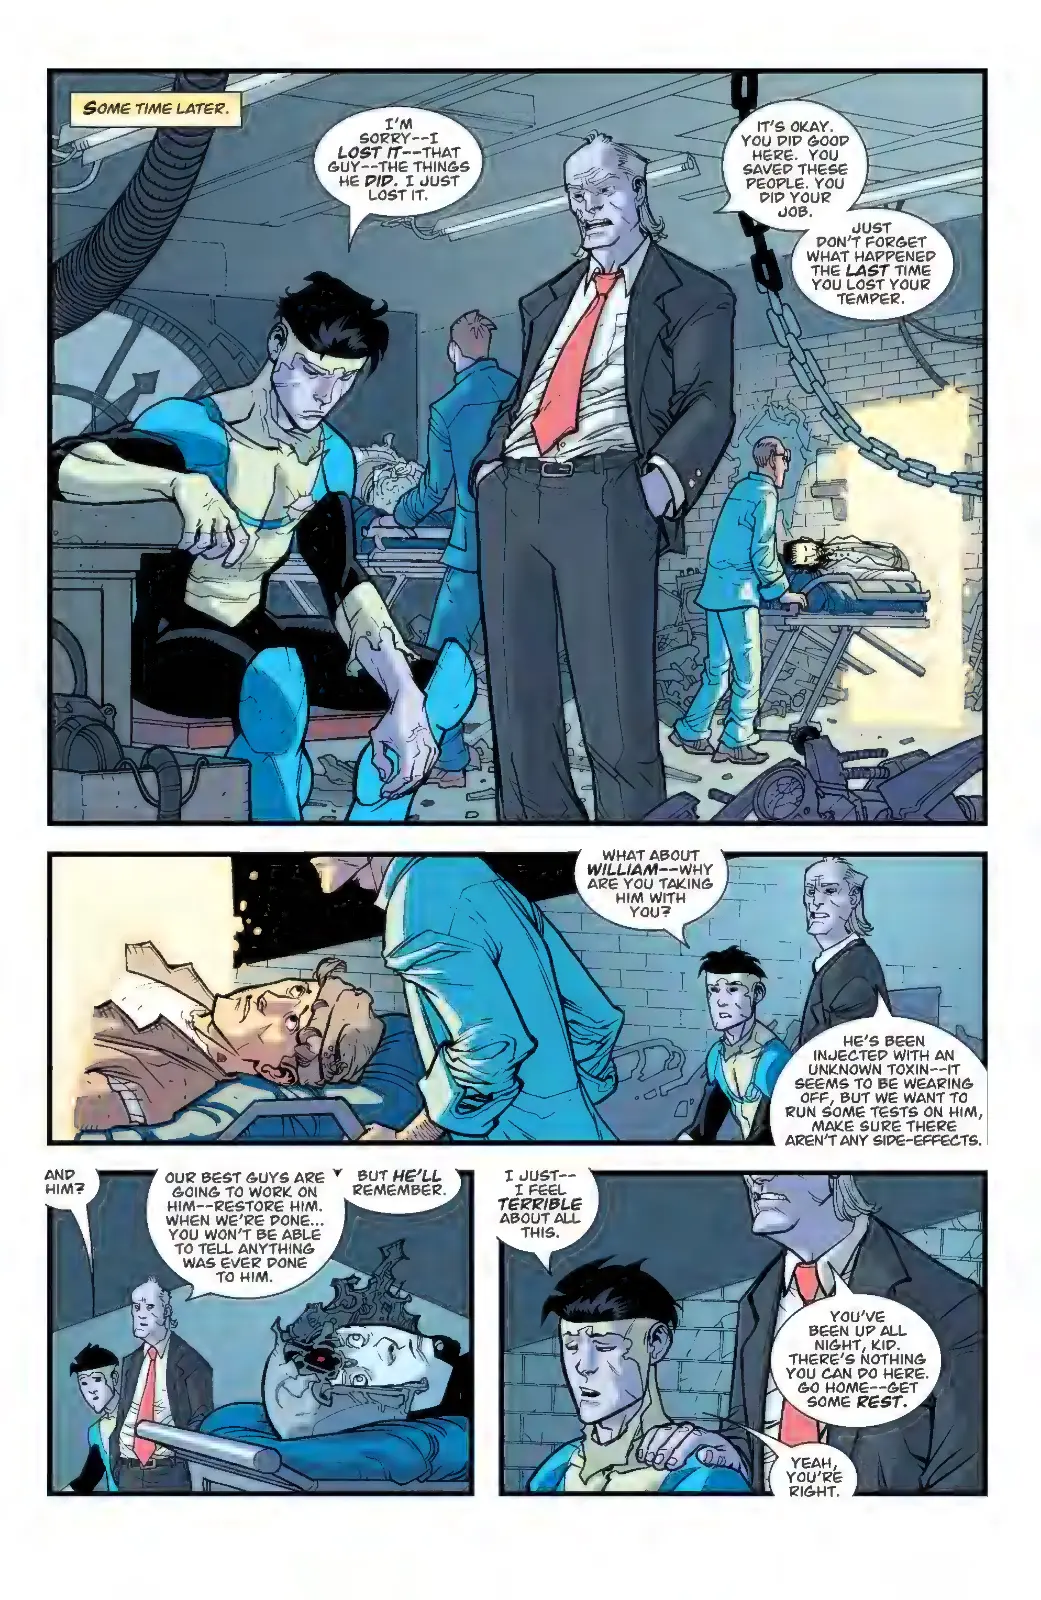 SOME TIME LATER.
I'M
SORRY--I
LOST IT--THAT
GUY--THE THINGS
HE DID. I JUST
LOST IT.
IT'S OKAY.
YOU DID GOOD
HERE. YOU
SAVED THESE
PEOPLE. YOU
DID YOUR
JOB.
JUST
DON'T FORGET
WHAT HAPPENED
THE LAST TIME
YOU LOST YOUR
TEMPER.
WHAT ABOUT
WILLIAM--WHY
ARE YOU TAKING
HIM WITH
YOU?
HE'S BEEN
INJECTED WITH AN
UNKNOWN TOXIN--IT
SEEMS TO BE WEARING
OFF, BUT WE WANT TO
RUN SOME TESTS ON HIM,
MAKE SURE THERE
AREN'T ANY SIDE-EFFECTS.
AND
HIM?
OUR BEST GUYS ARE
GOING TO WORK ON
HIM--RESTORE HIM.
WHEN WE'RE DONE...
YOU WON'T BE ABLE
TO TELL ANYTHING
WAS EVER DONE
TO HIM.
BUT HE'LL
REMEMBER.
I JUST--
I FEEL
TERRIBLE
ABOUT ALL
THIS.
YOU'VE
BEEN UP ALL
NIGHT, KID.
THERE'S NOTHING
YOU CAN DO HERE.
GO HOME--GET
SOME REST.
YEAH,
YOU'RE
RIGHT.